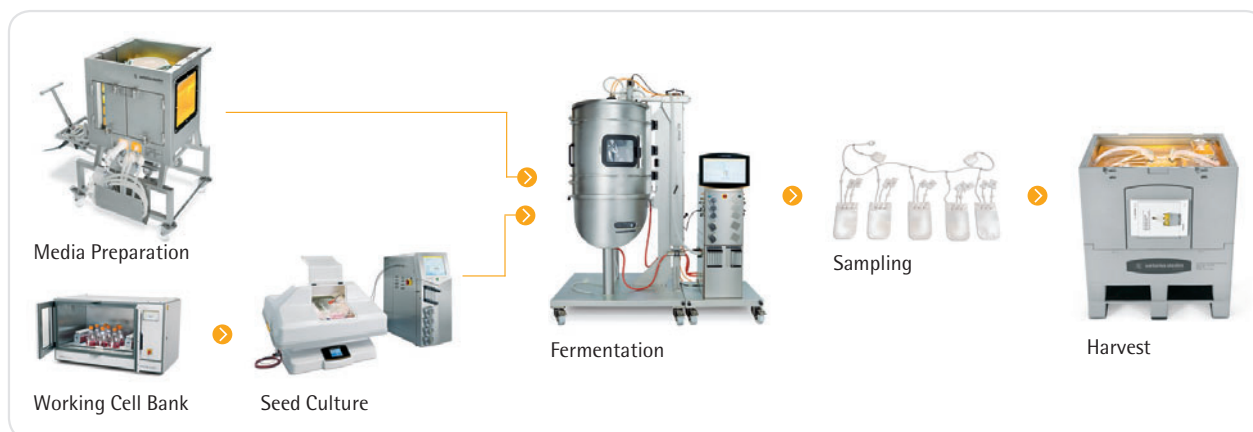 Media Preparation
Working Cell Bank
Seed Culture
Fermentation
Sampling
Harvest